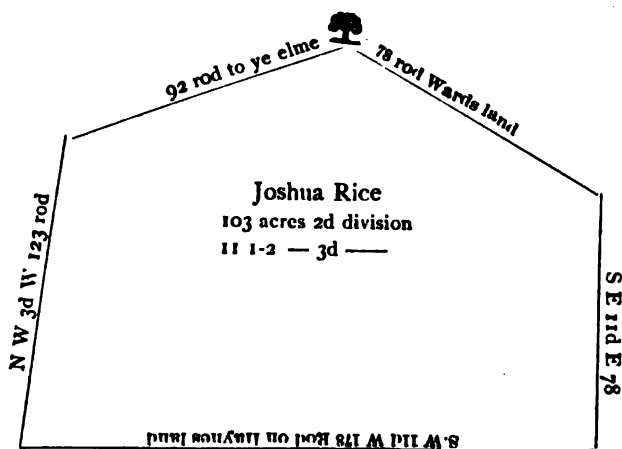 92 rod to ye elme
78 rod Wards land
Joshua Rice
103 acres 2d division
11 1-2 — 3d —
N W 3d W 123 rod
S E 11d E 78
S. W 11d W 178 Rod on Haynes land